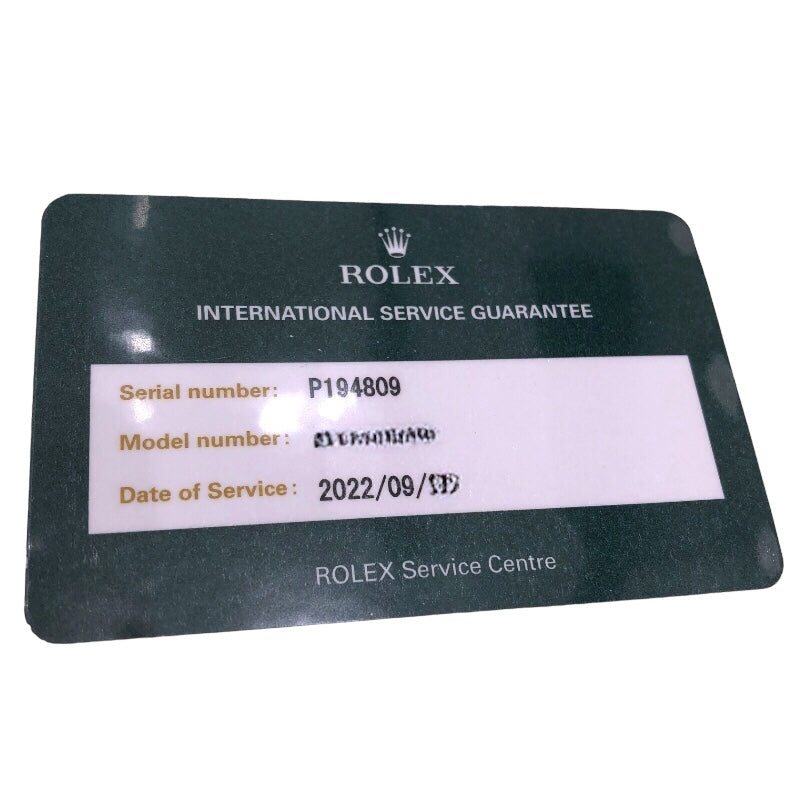 ROLEX
INTERNATIONAL SERVICE GUARANTEE
Serial number: P194809
Model number:
Date of Service: 2022/09/
ROLEX Service Centre